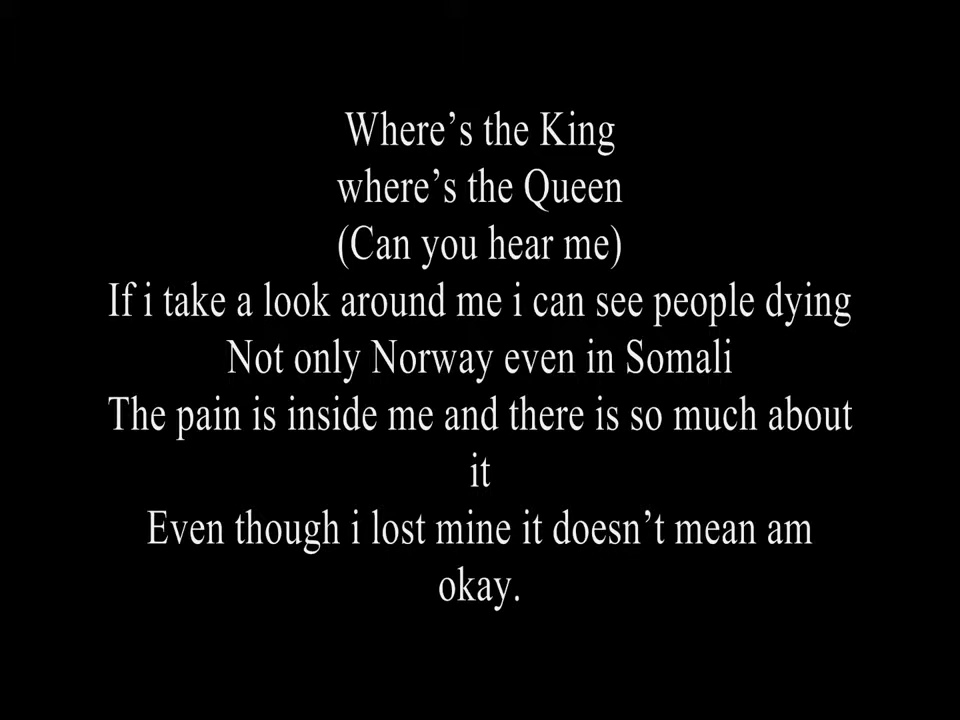 Where’s the King
where’s the Queen
(Can you hear me)
If i take a look around me i can see people dying
Not only Norway even in Somali
The pain is inside me and there is so much about
it
Even though i lost mine it doesn’t mean am
okay.